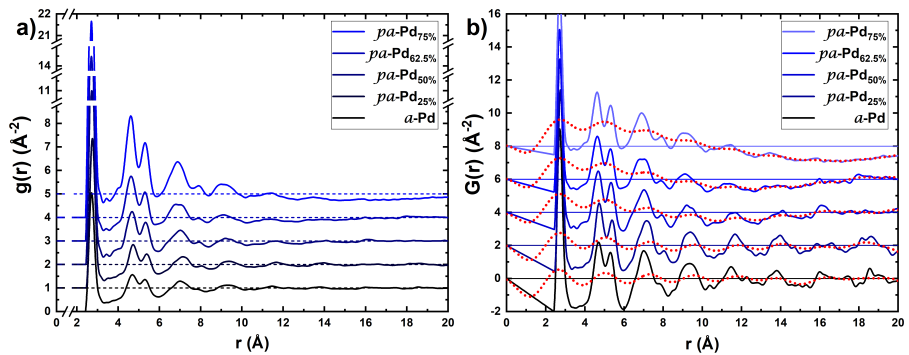 a)
22
21
14
11
8
7
6
5
4
3
2
1
0
0 2 4 6 8 10 12 14 16 18 20
g(r) (Å⁻²)
r (Å)
pa-Pd75%
pa-Pd62.5%
pa-Pd50%
pa-Pd25%
a-Pd
b)
16
14
12
10
8
6
4
2
0
-2
0 2 4 6 8 10 12 14 16 18 20
G(r) (Å⁻²)
r (Å)
pa-Pd75%
pa-Pd62.5%
pa-Pd50%
pa-Pd25%
a-Pd